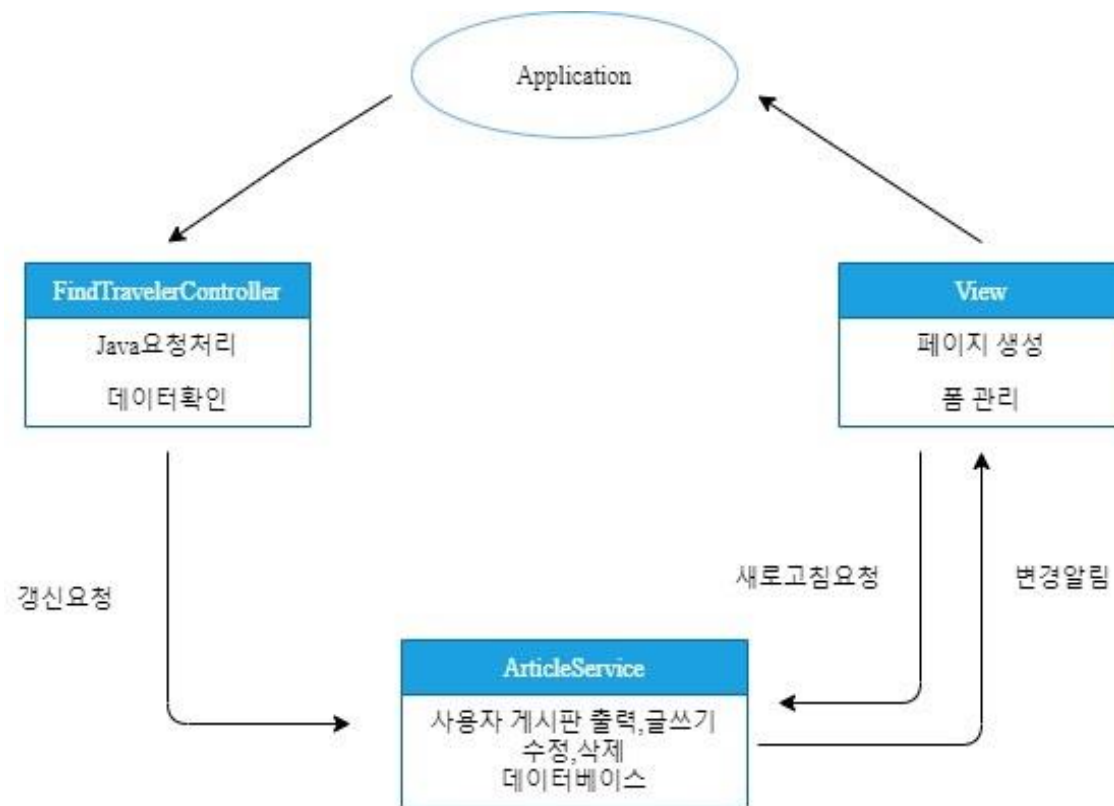 Application
FindTravelerController
Java요청처리
데이터확인
View
페이지 생성
폼 관리
갱신요청
새로고침요청
변경알림
ArticleService
사용자 게시판 출력,글쓰기
수정,삭제
데이터베이스